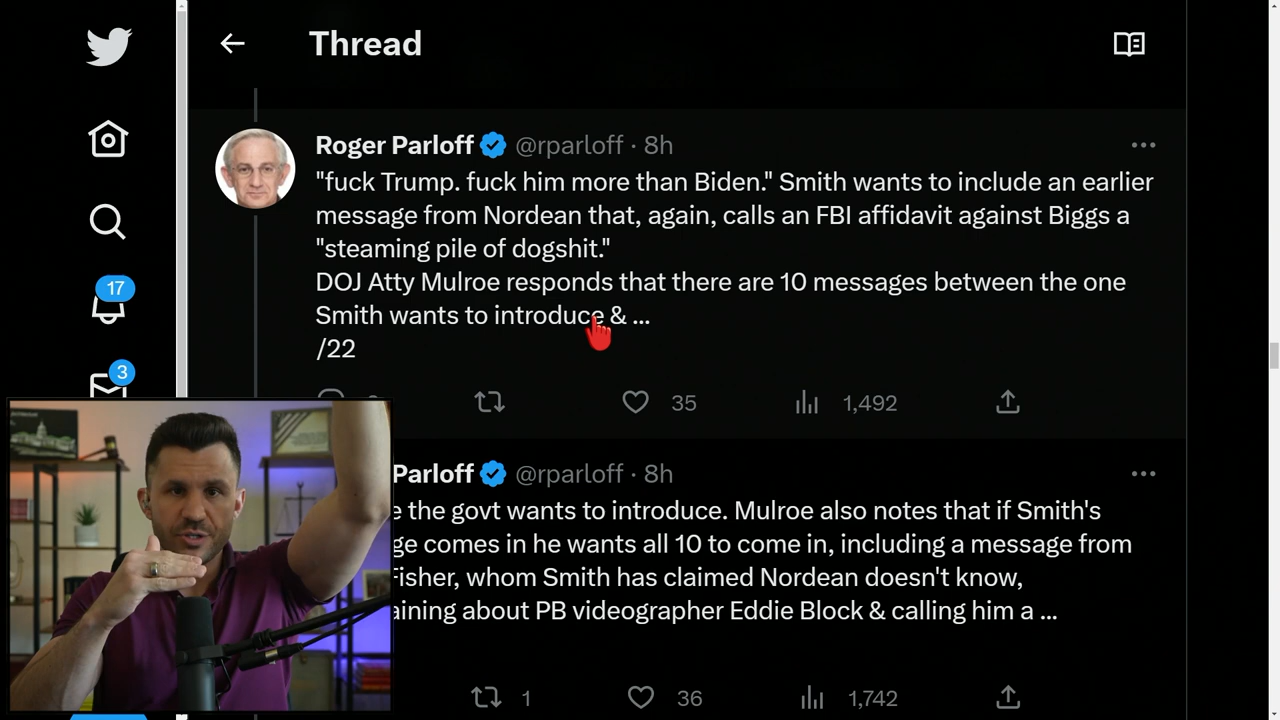 Thread
Roger Parloff @rparloff · 8h
"fuck Trump. fuck him more than Biden." Smith wants to include an earlier
message from Nordean that, again, calls an FBI affidavit against Biggs a
"steaming pile of dogshit."
DOJ Atty Mulroe responds that there are 10 messages between the one
Smith wants to introduce & ...
/22
35 1,492
17
3
Parloff @rparloff · 8h
the govt wants to introduce. Mulroe also notes that if Smith's
comes in he wants all 10 to come in, including a message from
Fisher, whom Smith has claimed Nordean doesn't know,
about PB videographer Eddie Block & calling him a ...
1 36 1,742